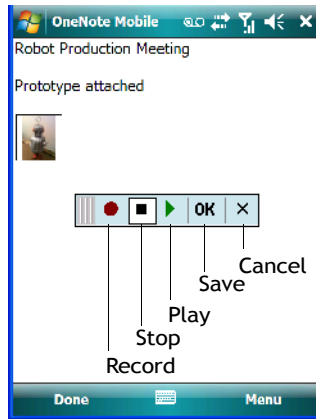 OneNote Mobile
Robot Production Meeting
Prototype attached
OK
Cancel
Save
Play
Stop
Record
Done Menu